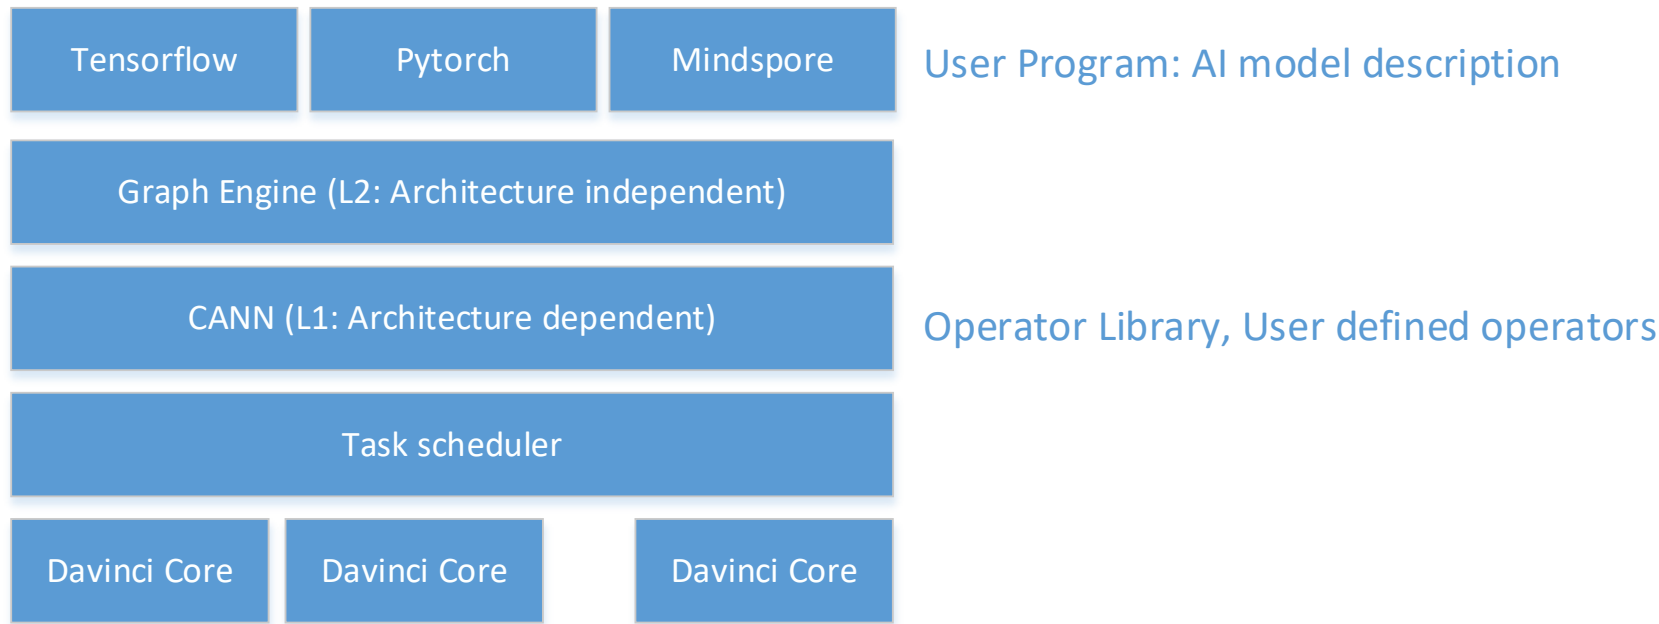 Tensorflow
Pytorch
Mindspore
User Program: AI model description
Graph Engine (L2: Architecture independent)
CANN (L1: Architecture dependent)
Operator Library, User defined operators
Task scheduler
Davinci Core
Davinci Core
Davinci Core